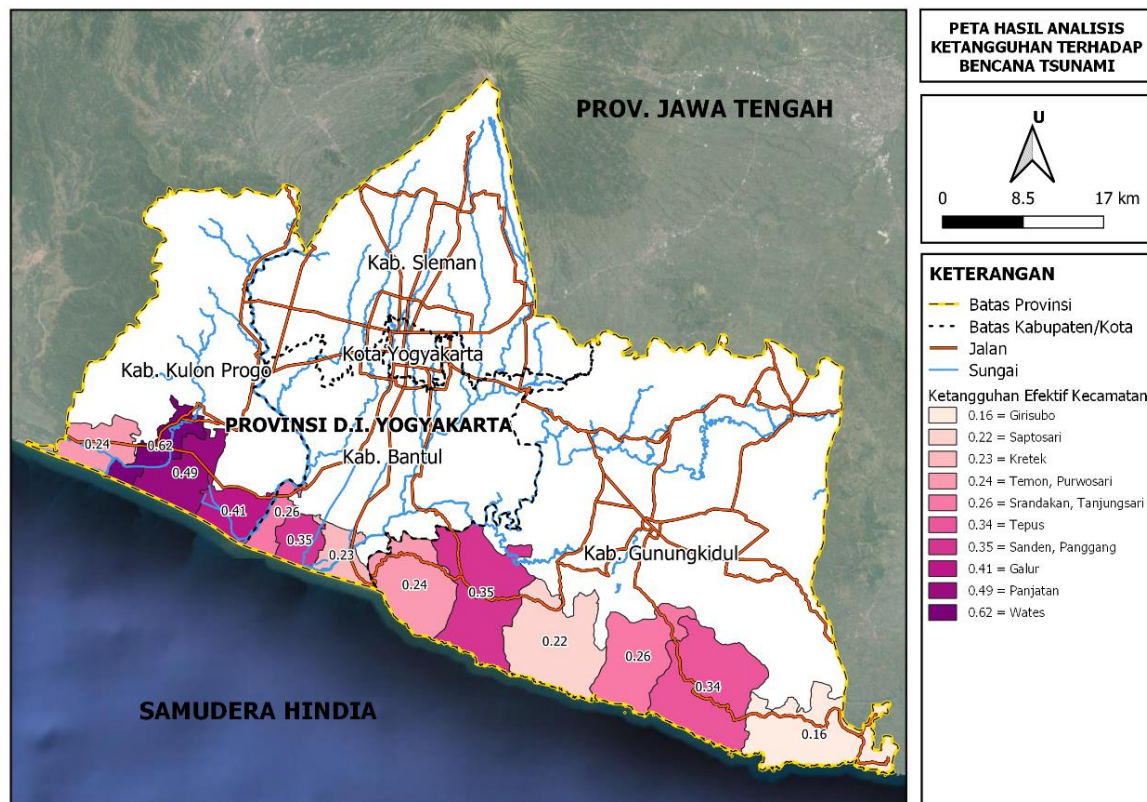 PETA HASIL ANALISIS
KETANGGUHAN TERHADAP
BENCANA TSUNAMI
U
0 8.5 17 km
KETERANGAN
Batas Provinsi
Batas Kabupaten/Kota
Jalan
Sungai
Ketangguhan Efektif Kecamatan
0.16 = Girisubo
0.22 = Saptosari
0.23 = Kretek
0.24 = Temon, Purwosari
0.26 = Srandakan, Tanjungsari
0.34 = Tepus
0.35 = Sanden, Panggang
0.41 = Galur
0.49 = Panjatan
0.62 = Wates
PROV. JAWA TENGAH
Kab. Sleman
Kota Yogyakarta
Kab. Kulon Progo
PROVINSI D.I. YOGYAKARTA
Kab. Bantul
Kab. Gunungkidul
0.24
0.62
0.49
0.41
0.26
0.35
0.23
0.24
0.35
0.22
0.26
0.34
0.16
SAMUDERA HINDIA